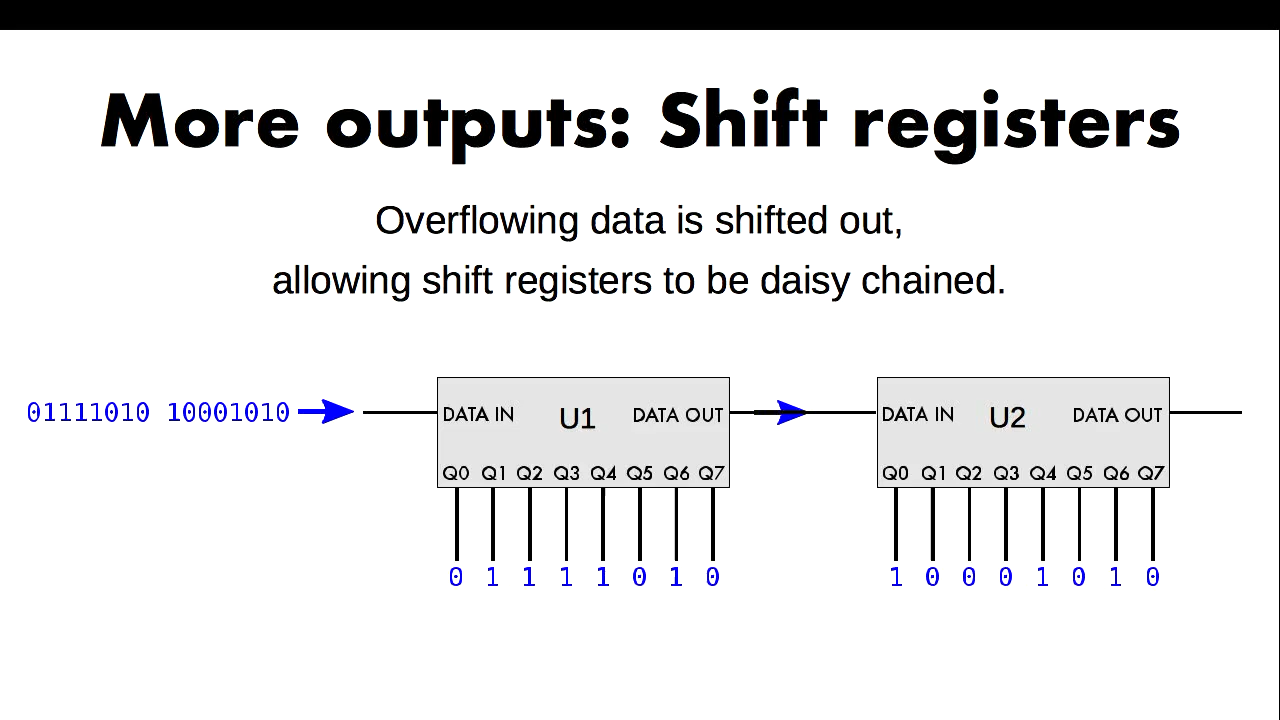 More outputs: Shift registers
Overflowing data is shifted out,
allowing shift registers to be daisy chained.
01111010 10001010
DATA IN U1 DATA OUT
Q0 Q1 Q2 Q3 Q4 Q5 Q6 Q7
0 1 1 1 1 0 1 0
DATA IN U2 DATA OUT
Q0 Q1 Q2 Q3 Q4 Q5 Q6 Q7
1 0 0 0 1 0 1 0